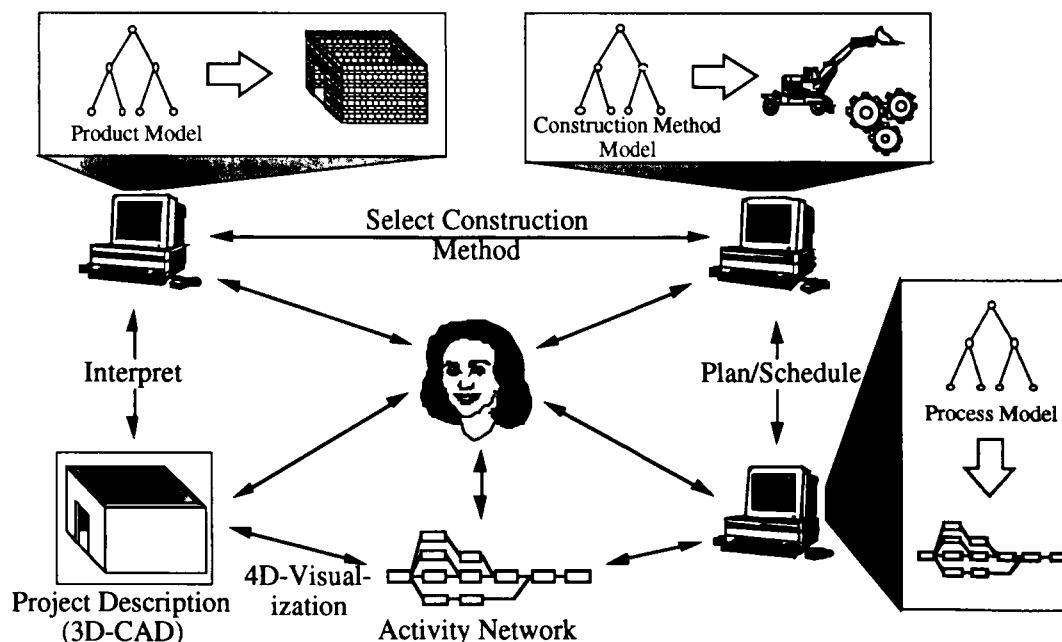 Product Model
Construction Method
Model
Select Construction
Method
Interpret
Plan/Schedule
Process Model
4D-Visual-
ization
Project Description
(3D-CAD)
Activity Network